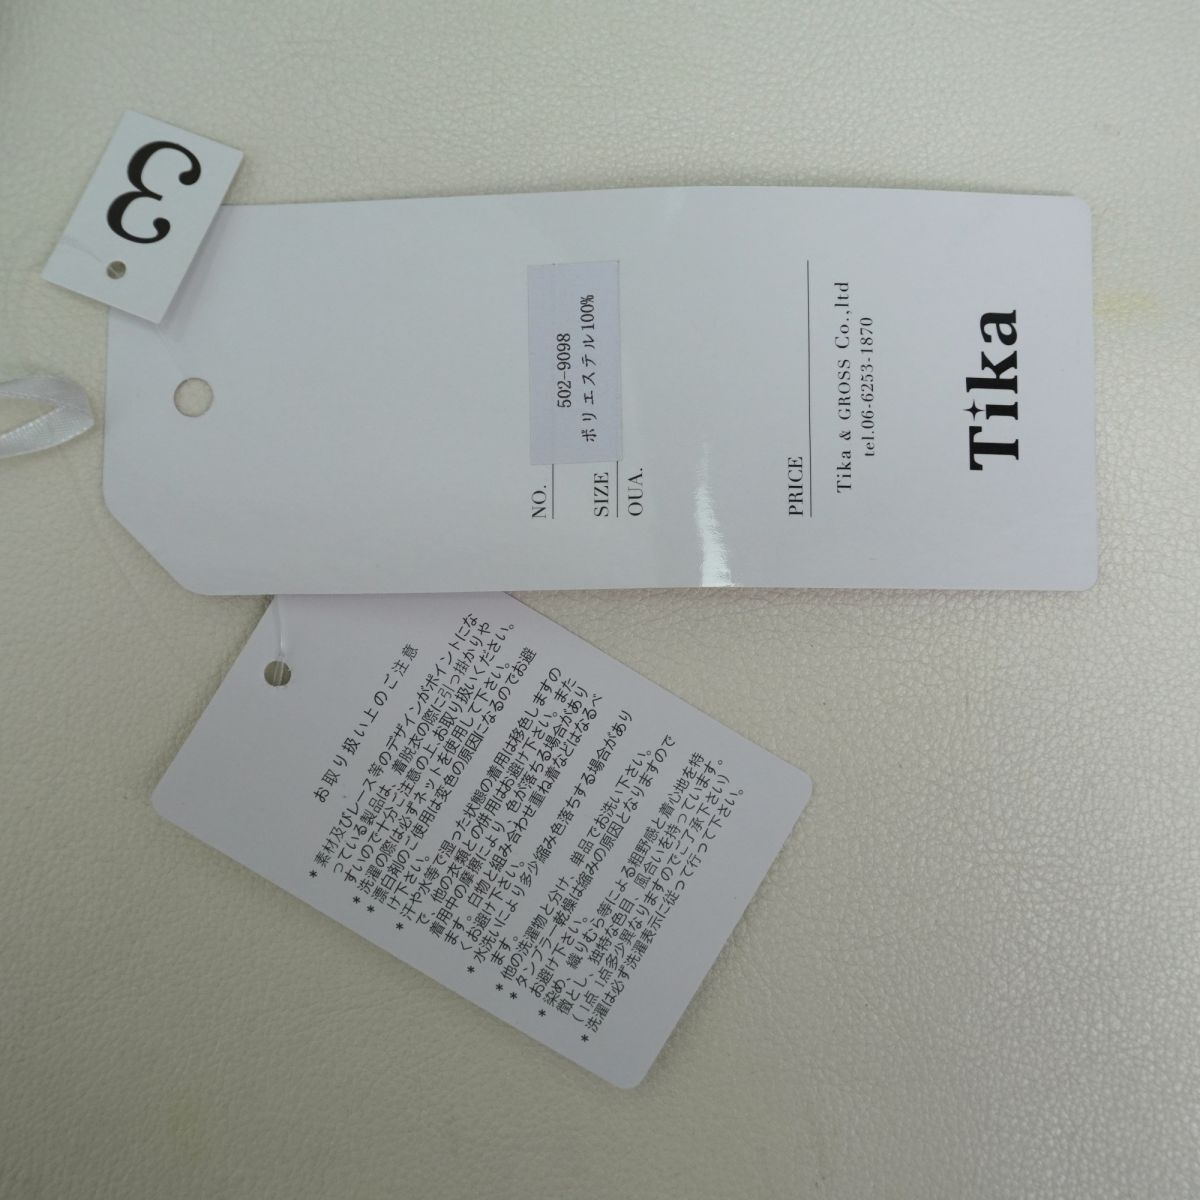 3
NO.
502-9098
ポリエステル100%
SIZE
QUA.
PRICE
Tika & GROSS Co.,ltd
tel.06-6253-1870
Tika
お取り扱い上のご注意
* 素材及びレース等のデザインがポイントにな
っている製品は、着脱衣の際に引っ掛かりや
すいので十分ご注意の上、お取り扱いください。
* 洗濯の際は必ずネットを使用して下さい。
* 漂白剤のご使用は変色の原因になるのでお避
け下さい。
* 汗や水等で湿った状態の着用は移色しますの
で、他の衣類との併用はお避け下さい。また
着用中の摩擦により、色が落ちる場合があり
ます。白物と組み合わせ重ね着などはなるべ
くお避け下さい。
* 水洗いにより多少縮み色落ちする場合があり
ます。
* 他の洗濯物と分け、単品でお洗い下さい。
* タンブラー乾燥は縮みの原因となりますので
お避け下さい。
* 染め、織りむら等による粗野感と着心地を特
徴とし、独特な色目、風合いを持っています。
(1点1点多少異なりますのでご了承下さい)
* 洗濯は必ず洗濯表示に従って行って下さい。